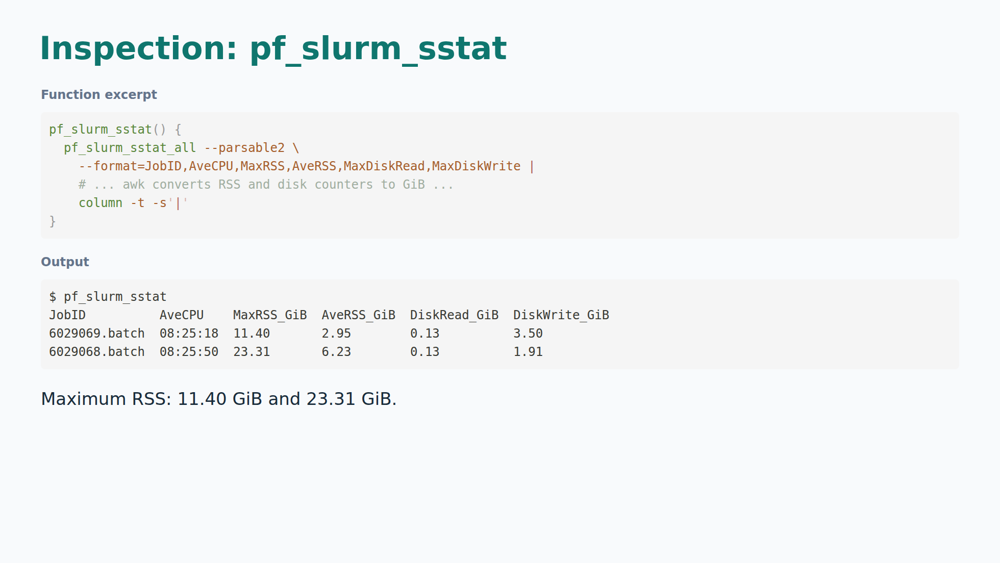 Inspection: pf_slurm_sstat
Function excerpt
pf_slurm_sstat() {
  pf_slurm_sstat_all --parsable2 \
    --format=JobID,AveCPU,MaxRSS,AveRSS,MaxDiskRead,MaxDiskWrite |
    # ... awk converts RSS and disk counters to GiB ...
    column -t -s'|'
}
Output
$ pf_slurm_sstat
JobID          AveCPU    MaxRSS_GiB  AveRSS_GiB  DiskRead_GiB  DiskWrite_GiB
6029069.batch  08:25:18  11.40       2.95        0.13          3.50
6029068.batch  08:25:50  23.31       6.23        0.13          1.91
Maximum RSS: 11.40 GiB and 23.31 GiB.